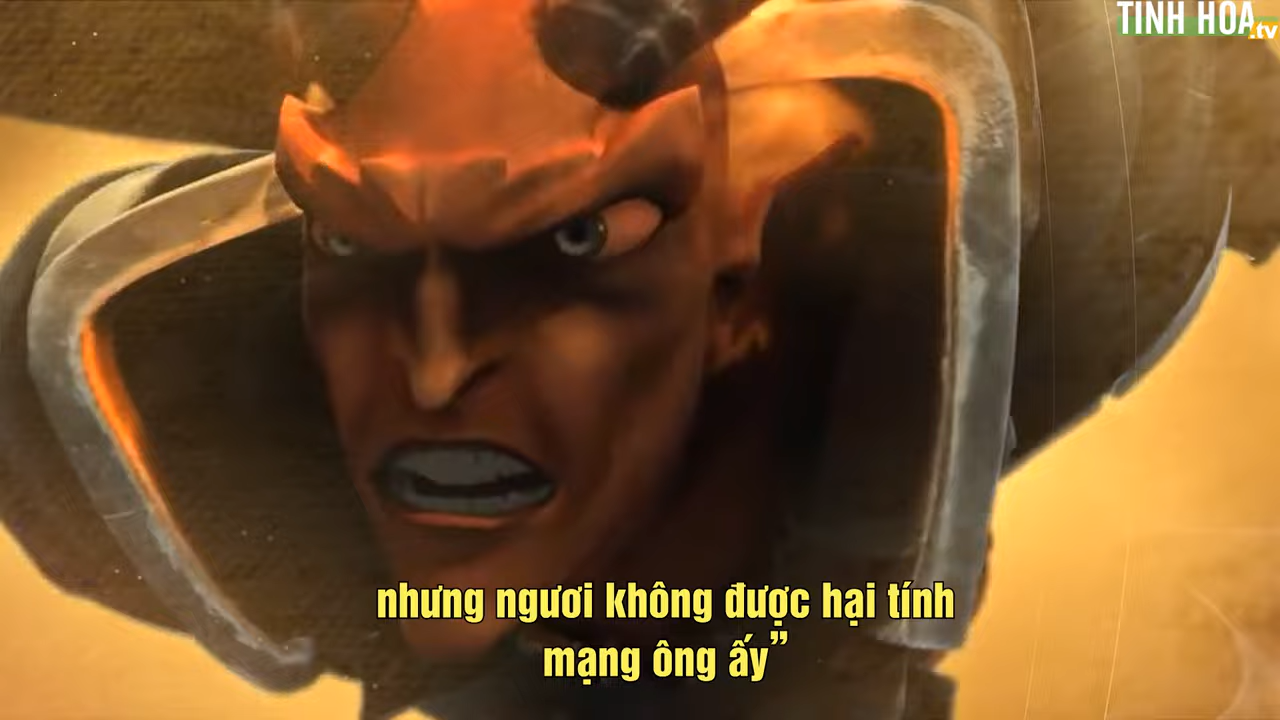 TINH HOA
.tv
nhưng ngươi không được hại tính
mạng ông ấy”